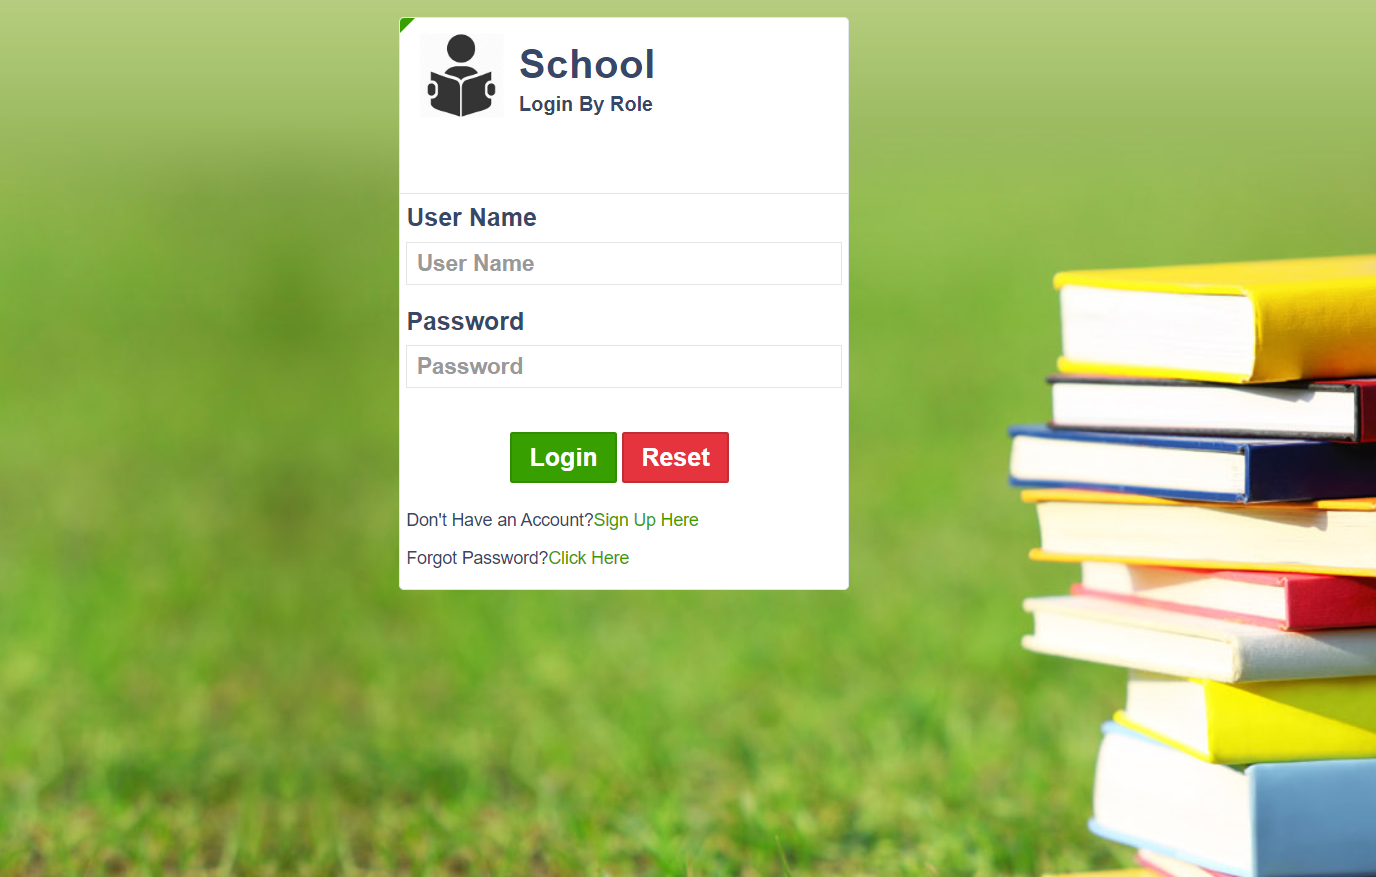 School
Login By Role
User Name
User Name
Password
Password
Login Reset
Don't Have an Account?Sign Up Here
Forgot Password?Click Here